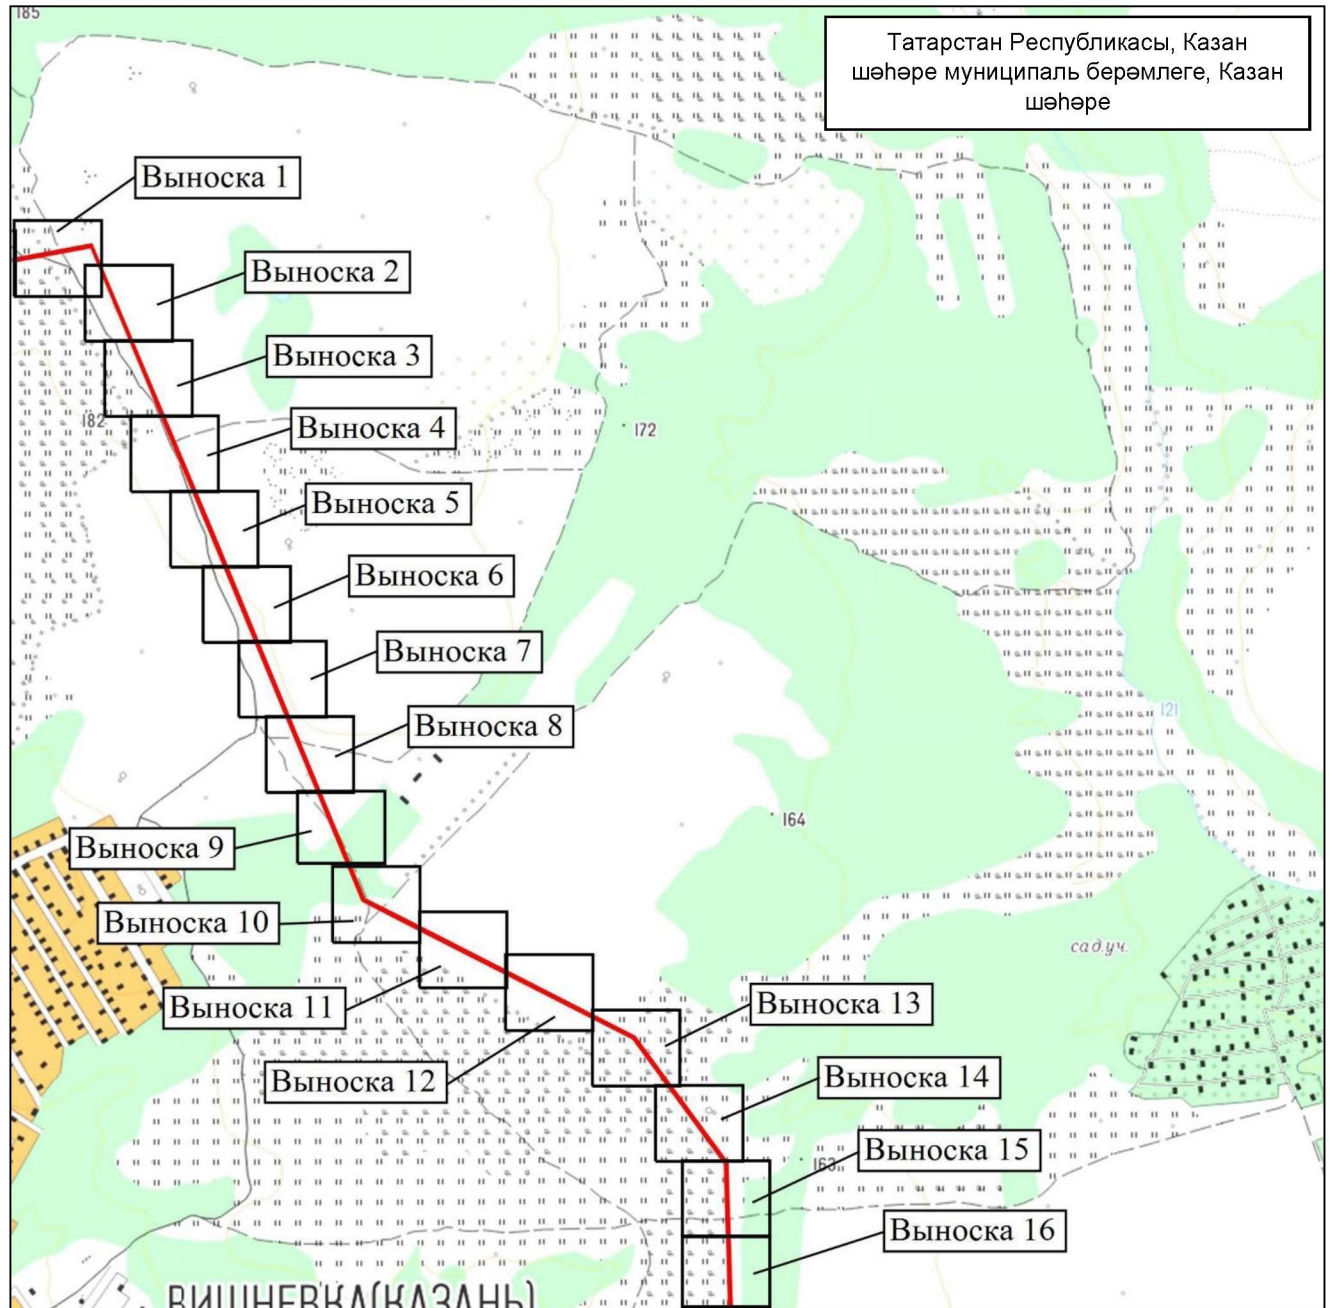 185
Татарстан Республикасы, Казан
шәһәре муниципаль берәмлеге, Казан
шәһәре
Выноска 1
Выноска 2
Выноска 3
182
Выноска 4
172
Выноска 5
Выноска 6
Выноска 7
121
Выноска 8
164
Выноска 9
Выноска 10
сад.уч.
Выноска 11
Выноска 13
Выноска 12
Выноска 14
Выноска 15
163
Выноска 16
ВИШНЕВКА(КАЗАНЬ)